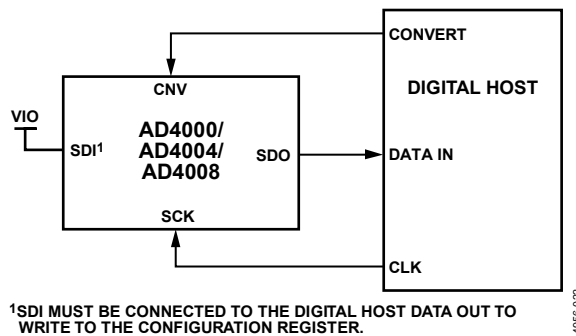 CONVERT
DIGITAL HOST
CNV
VIO
AD4000/
AD4004/
AD4008
SDI¹
SDO
DATA IN
SCK
CLK
¹SDI MUST BE CONNECTED TO THE DIGITAL HOST DATA OUT TO
WRITE TO THE CONFIGURATION REGISTER.